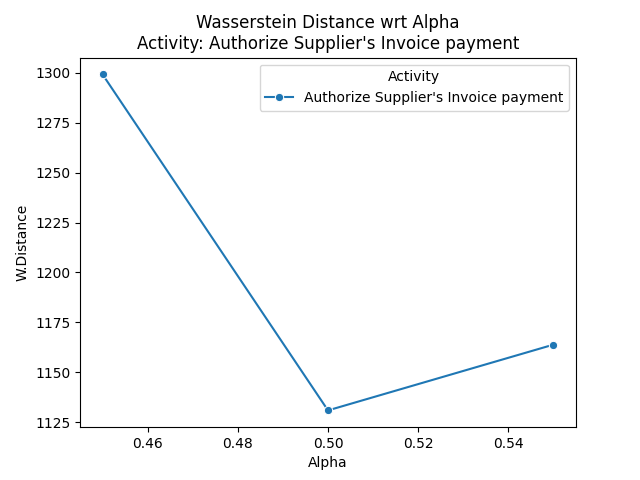 Wasserstein Distance wrt Alpha
Activity: Authorize Supplier's Invoice payment
Activity
Authorize Supplier's Invoice payment
W.Distance
1300
1275
1250
1225
1200
1175
1150
1125
0.46 0.48 0.50 0.52 0.54
Alpha